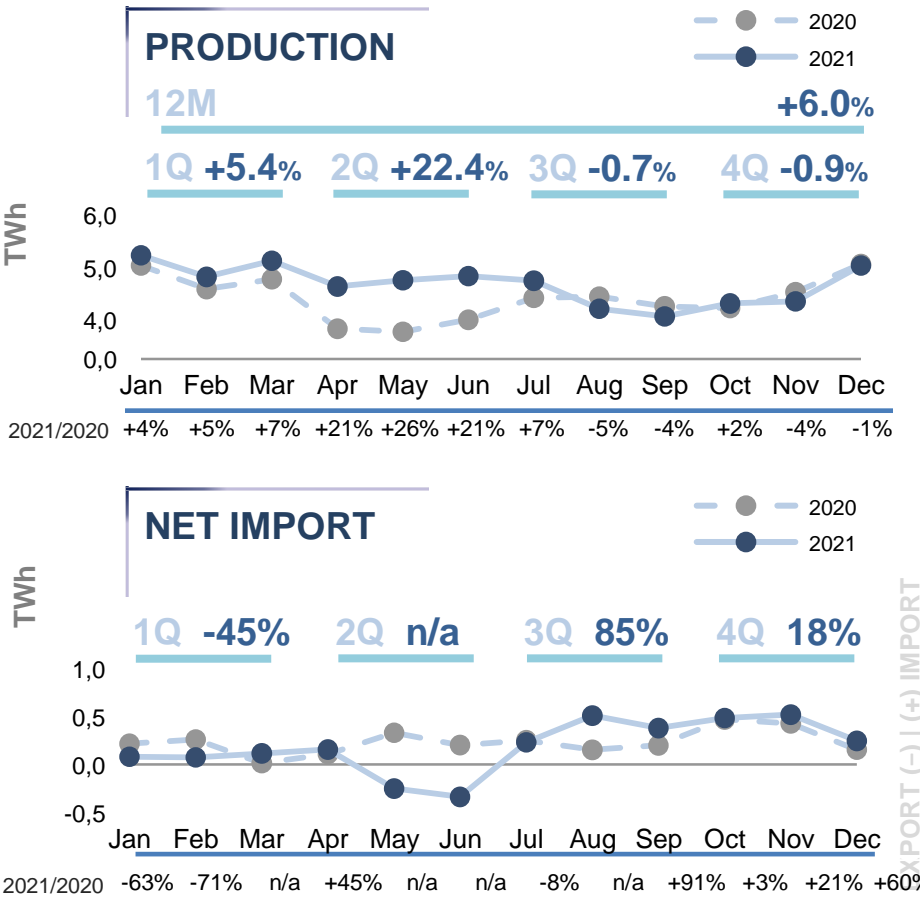 PRODUCTION
2020
2021
12M +6.0%
1Q +5.4% 2Q +22.4% 3Q -0.7% 4Q -0.9%
TWh
6,0
5,0
4,0
0,0
Jan Feb Mar Apr May Jun Jul Aug Sep Oct Nov Dec
2021/2020 +4% +5% +7% +21% +26% +21% +7% -5% -4% +2% -4% -1%
NET IMPORT
2020
2021
TWh
1Q -45% 2Q n/a 3Q 85% 4Q 18%
1,0
0,5
0,0
-0,5
XPORT (–) | (+) IMPORT
Jan Feb Mar Apr May Jun Jul Aug Sep Oct Nov Dec
2021/2020 -63% -71% n/a +45% n/a n/a -8% n/a +91% +3% +21% +60%